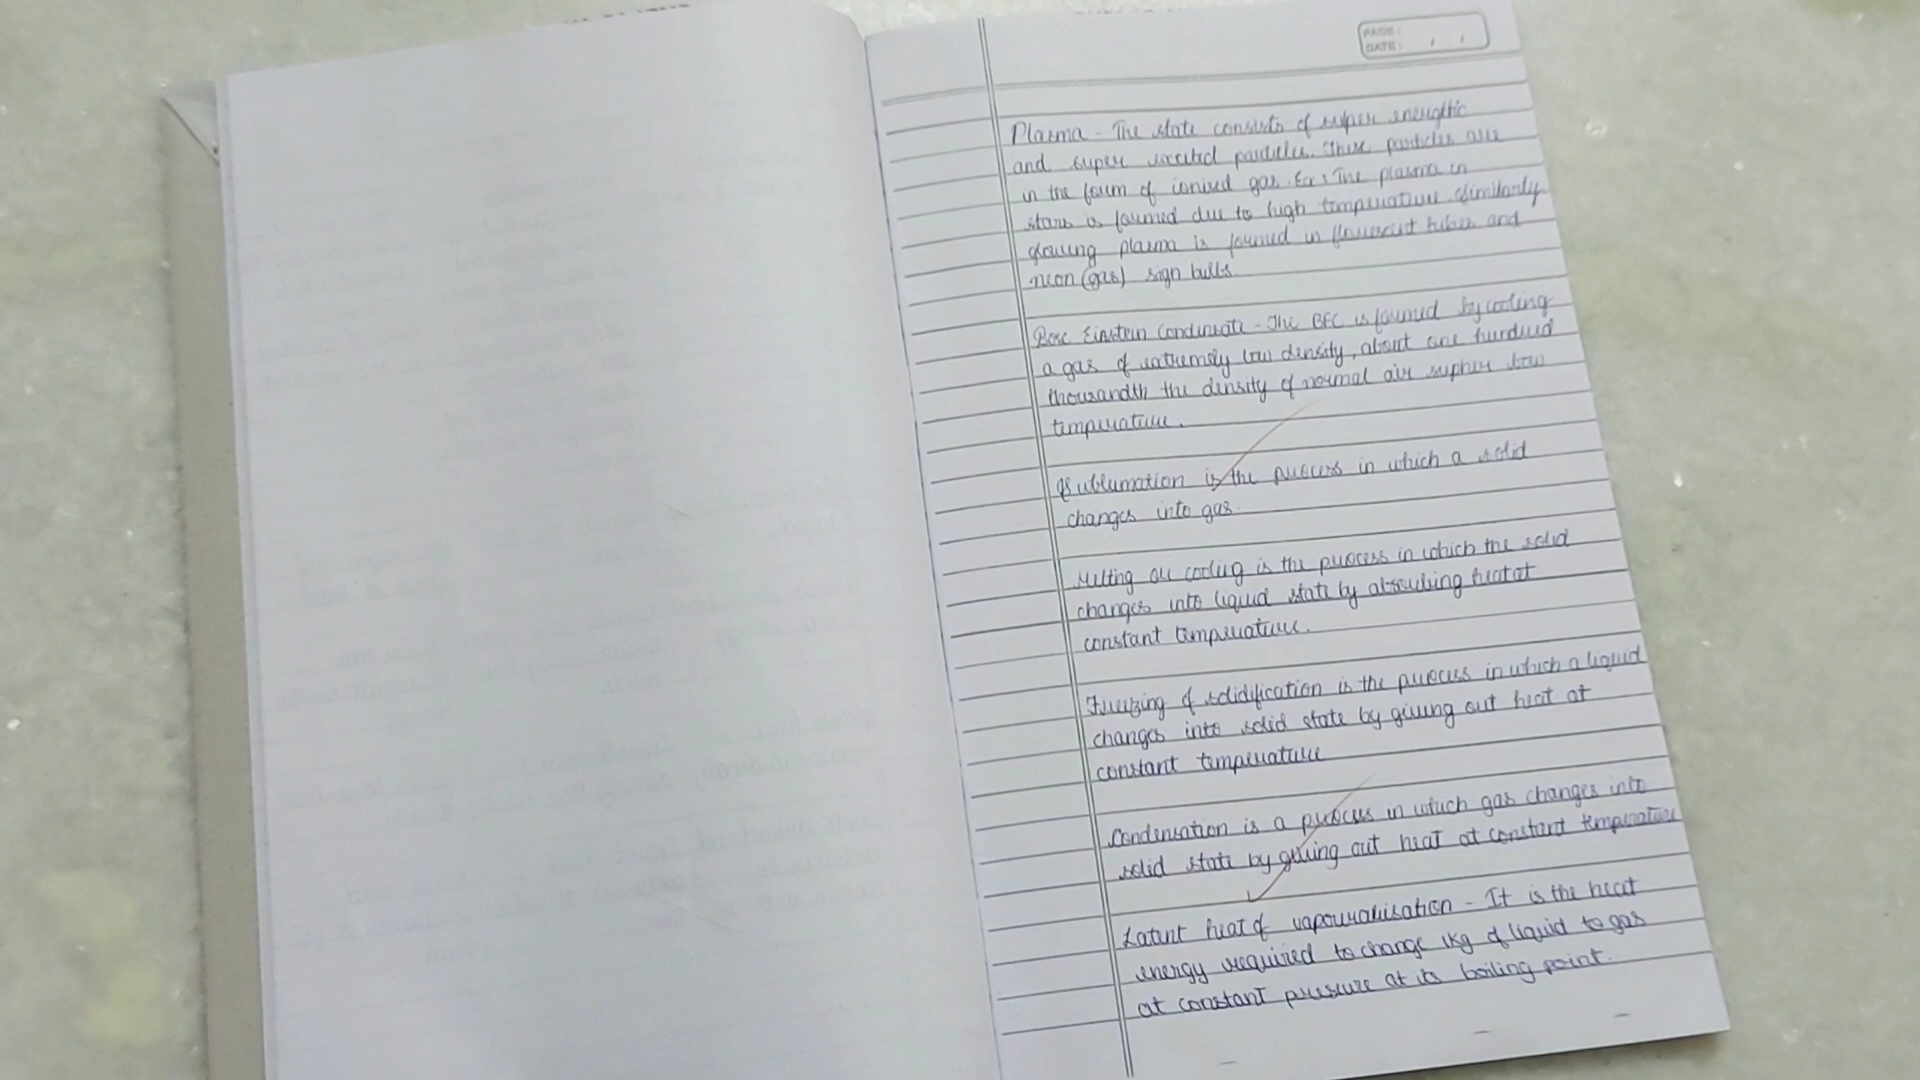 PAGE :
DATE : , ,
Plasma - The state consists of super energtic
and super excited particles. These particles are
in the form of ionised gas. Ex: The plasma in
stars is formed due to high temperature. Similarly
glowing plasma is formed in flouresent tubes and
neon (gas) sign bulbs.
Bose Einstein Condensate - The BEC is formed by cooling
a gas of extremely low density, about one hundred
thousandth the density of normal air supher low
temperature.
Sublimation is the process in which a solid
changes into gas.
Melting or is the process in which the solid
changes into liquid state by absorbing heat at
constant temperature.
Freezing of solidification is the process in which a liquid
changes into solid state by giving out heat at
constant temperature
Condensation is a process in which gas changes into
solid state by giving out heat at constant temperature
Latent heat of - It is the heat
energy required to change 1kg of liquid to gas
at constant pressure at its boiling point.